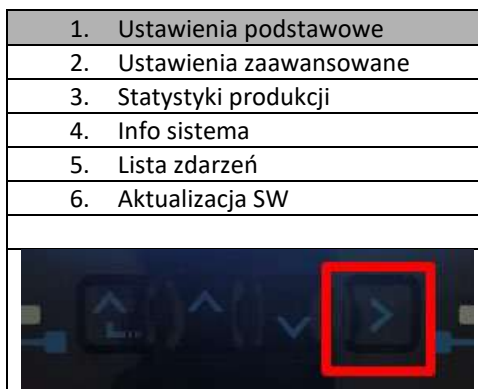 1. Ustawienia podstawowe
2. Ustawienia zaawansowane
3. Statystyki produkcji
4. Info sistema
5. Lista zdarzeń
6. Aktualizacja SW